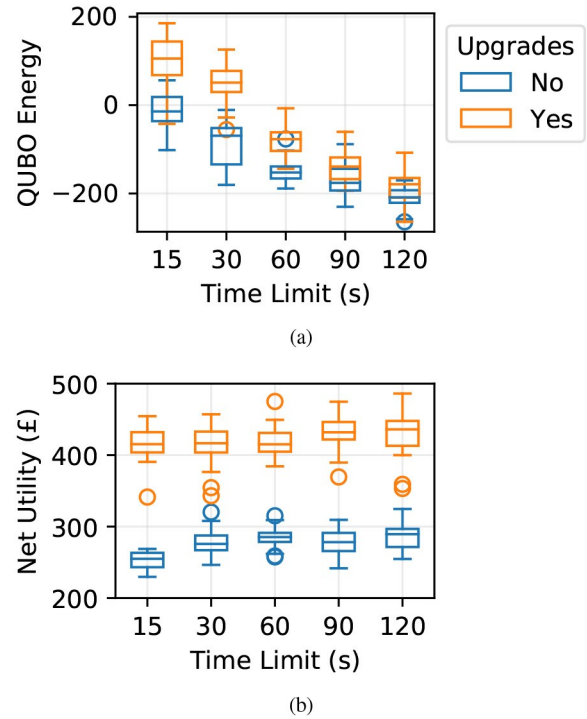 200
0
−200
QUBO Energy
15 30 60 90 120
Time Limit (s)
Upgrades
No
Yes
(a)
500
400
300
200
Net Utility (£)
15 30 60 90 120
Time Limit (s)
(b)